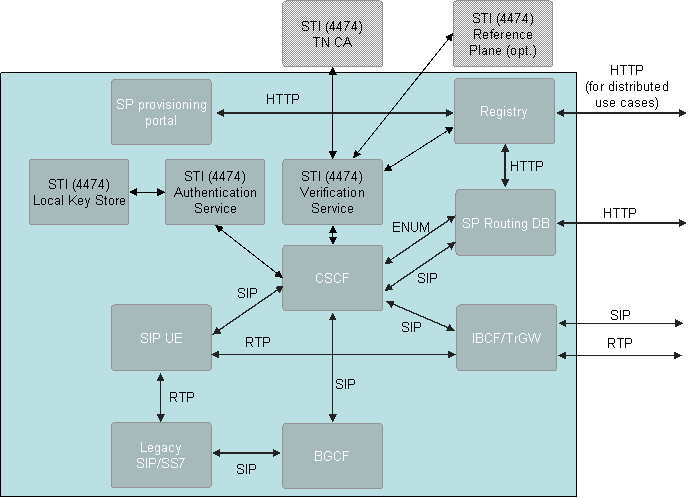 STI (4474)
TN CA
STI (4474)
Reference
Plane (opt.)
HTTP
(for distributed
use cases)
SP provisioning
portal
HTTP
Registry
HTTP
STI (4474)
Local Key Store
STI (4474)
Authentication
Service
STI (4474)
Verification
Service
ENUM
SP Routing DB
HTTP
CSCF
SIP
SIP
SIP
SIP
SIP UE
RTP
IBCF/TrGW
RTP
SIP
RTP
Legacy
SIP/SS7
SIP
BGCF